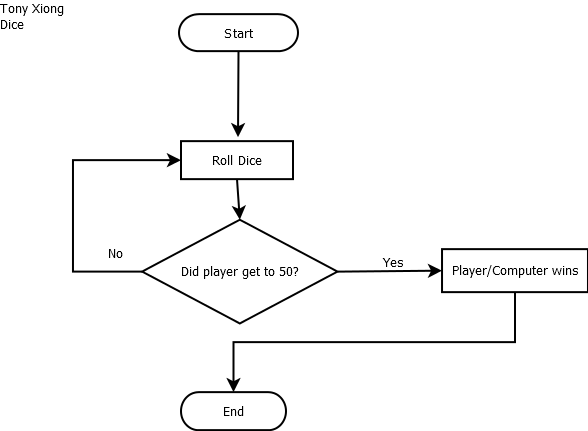 Tony Xiong
Dice
Start
Roll Dice
No
Did player get to 50?
Yes
Player/Computer wins
End